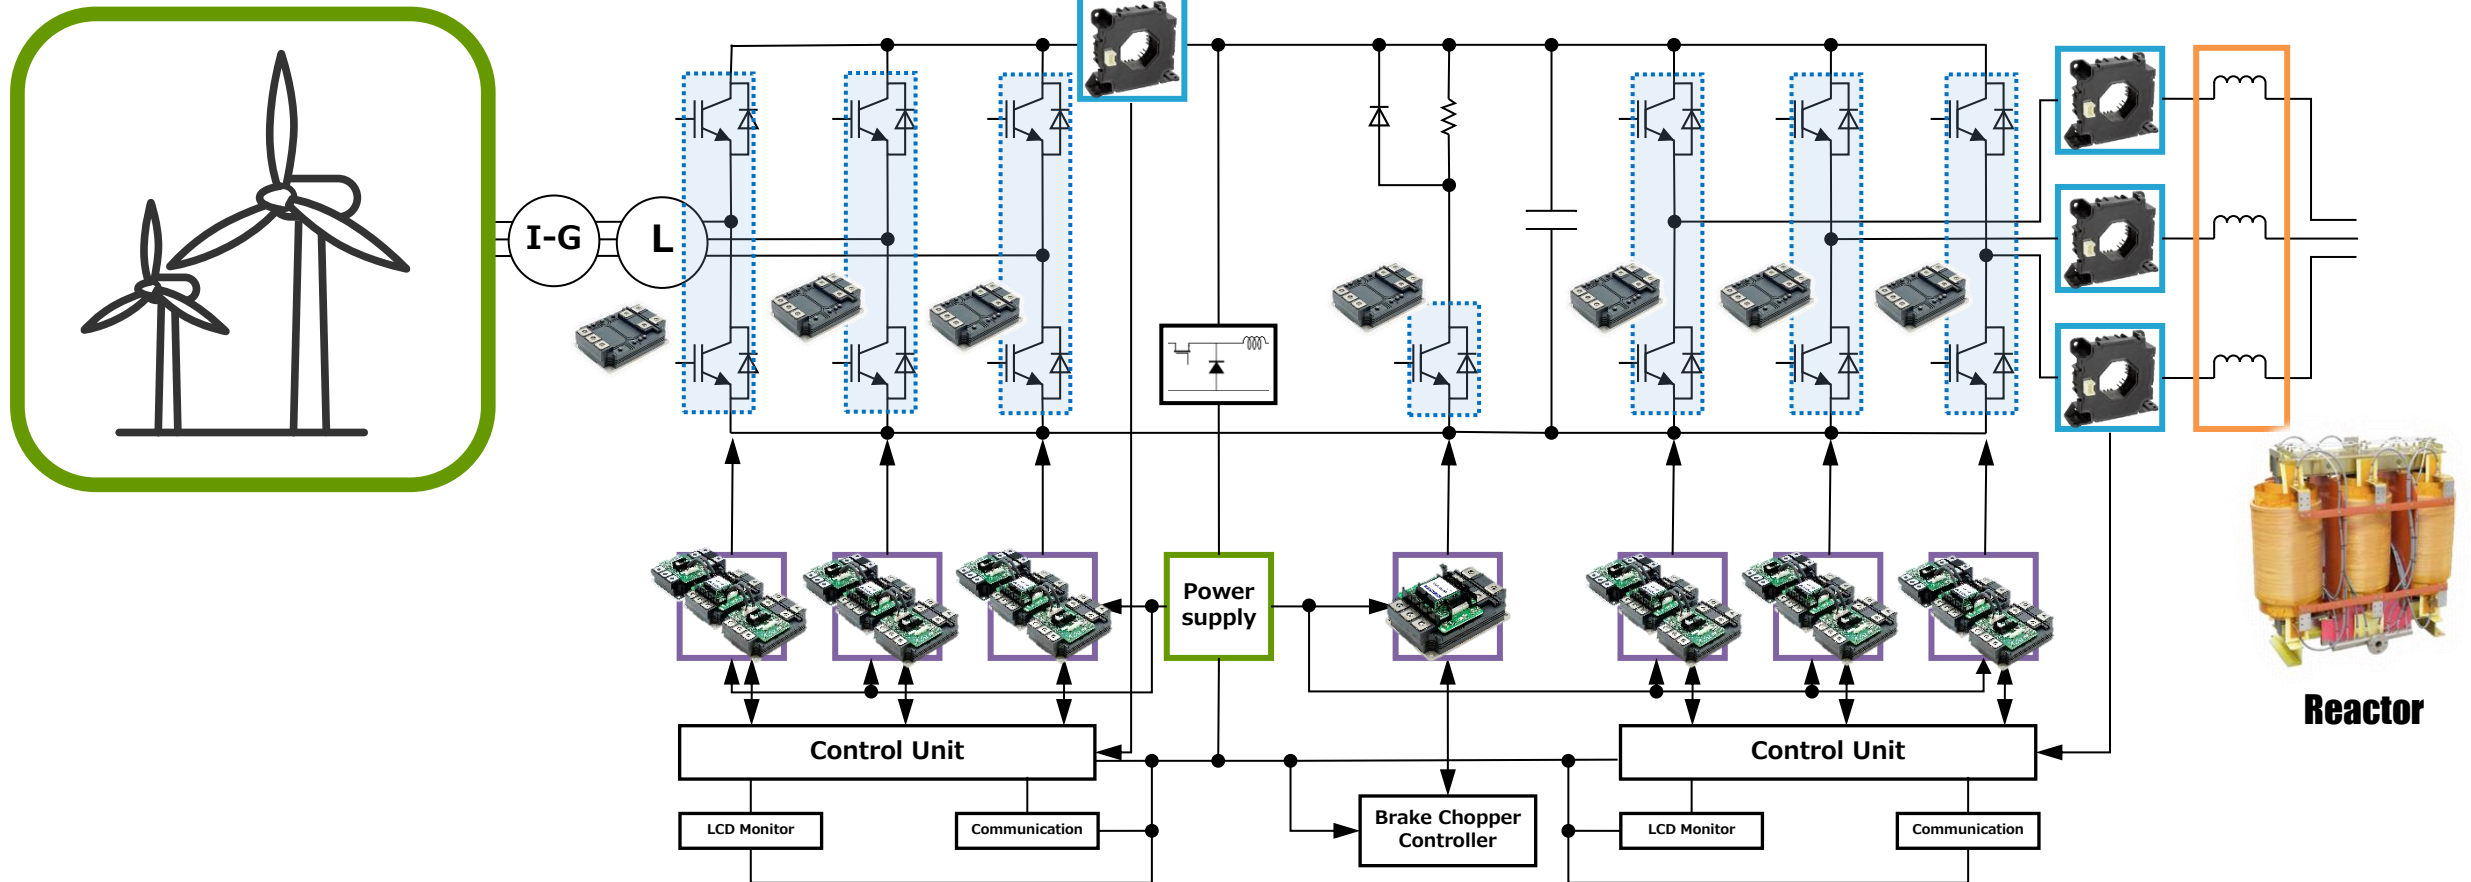 I-G
L
Power
supply
Reactor
Control Unit
Control Unit
LCD Monitor
Communication
Brake Chopper
Controller
LCD Monitor
Communication